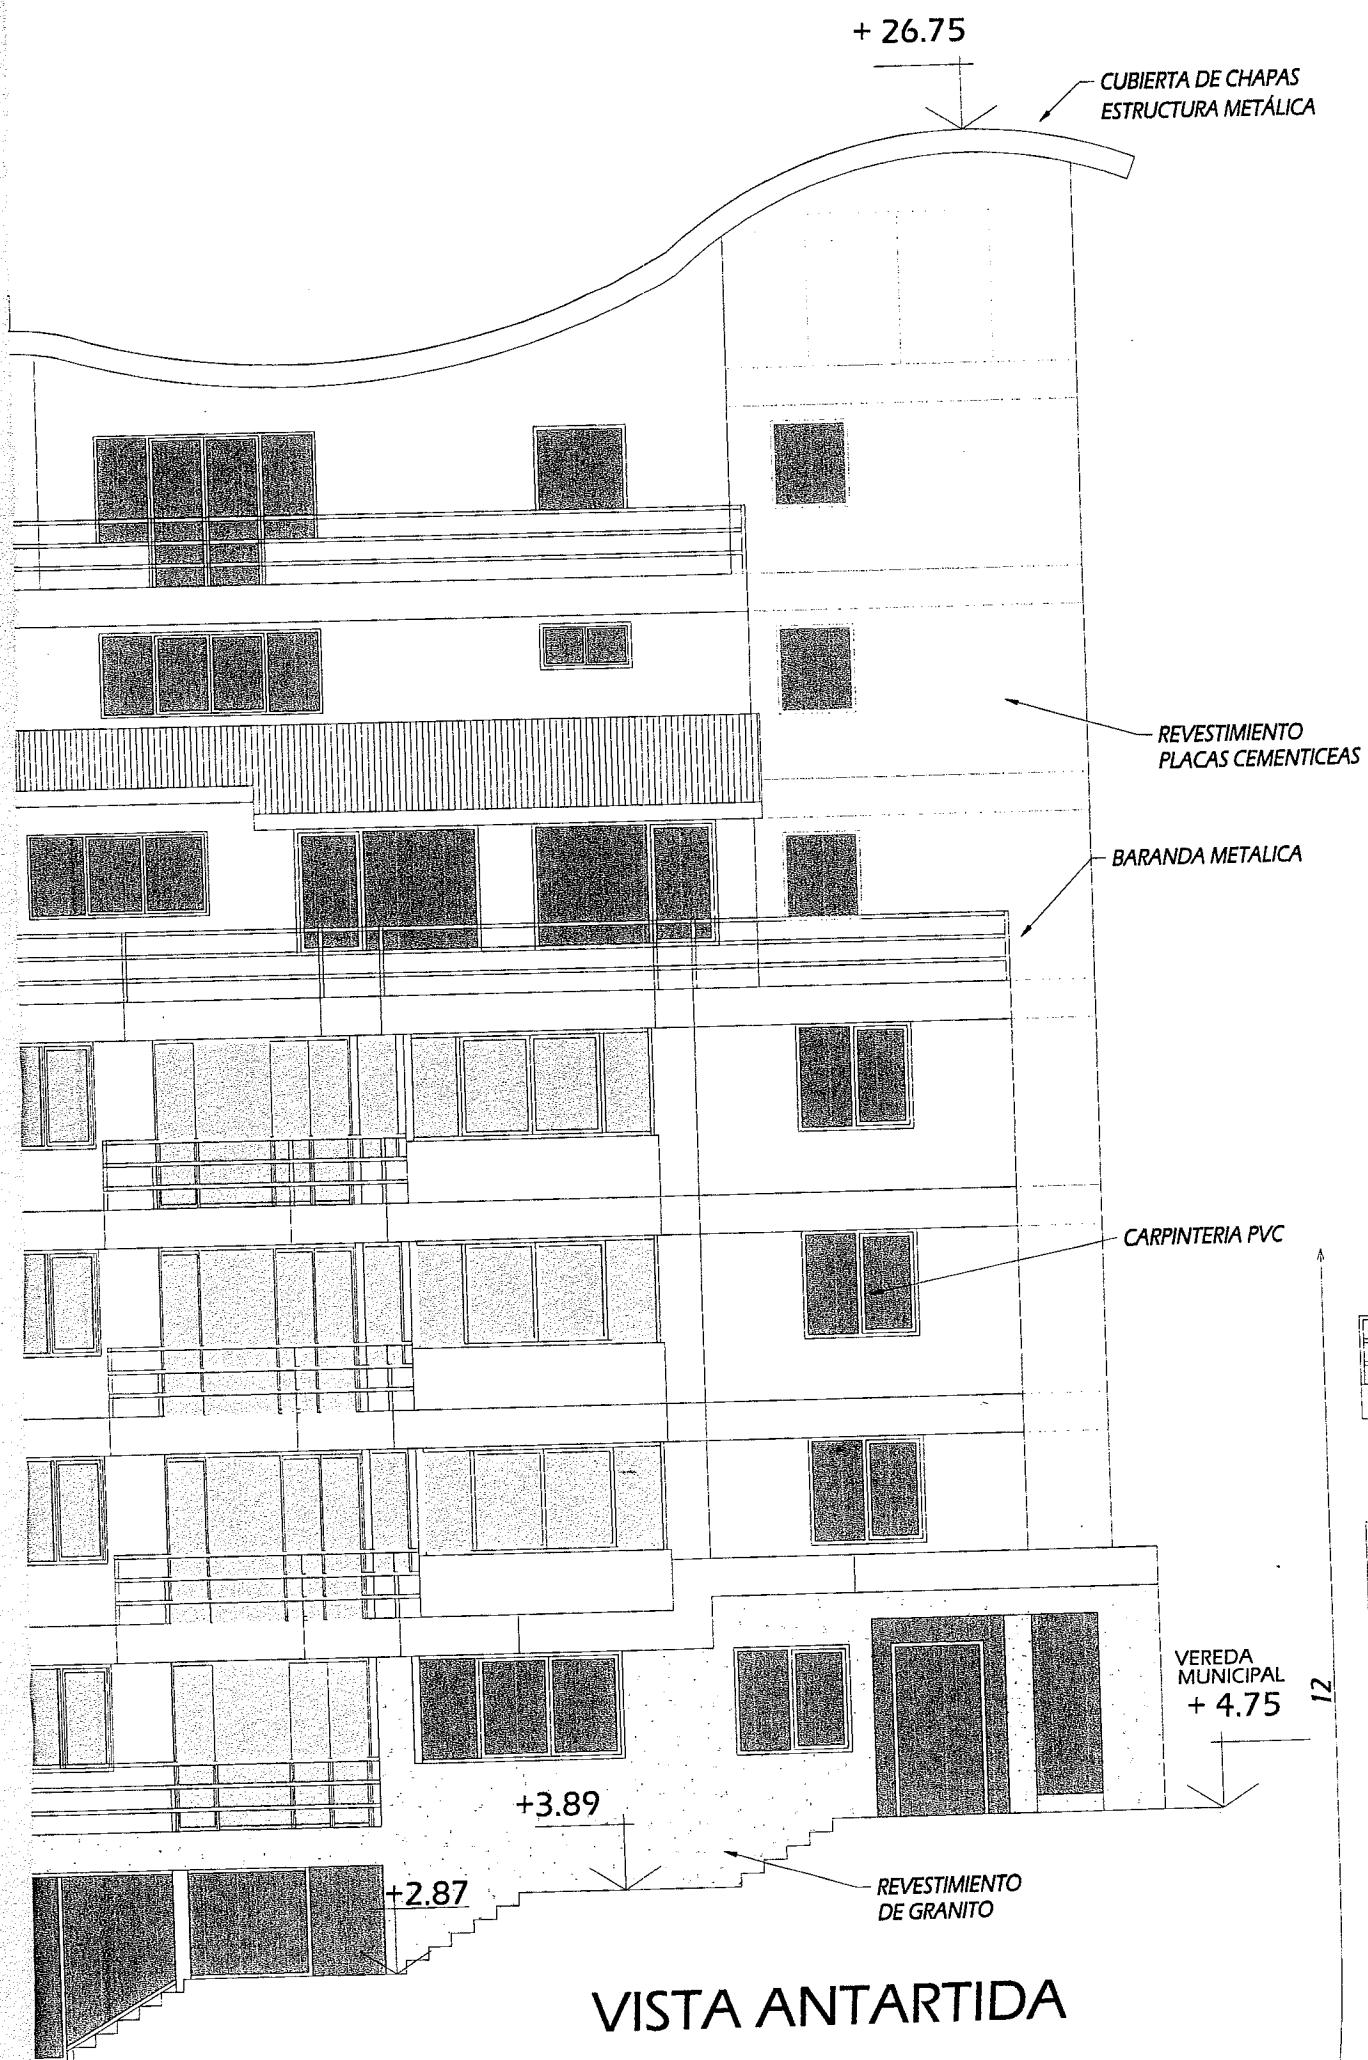 + 26.75
CUBIERTA DE CHAPAS
ESTRUCTURA METÁLICA
REVESTIMIENTO
PLACAS CEMENTICEAS
BARANDA METALICA
CARPINTERIA PVC
VEREDA
MUNICIPAL
+ 4.75
12
+3.89
+2.87
REVESTIMIENTO
DE GRANITO
VISTA ANTARTIDA